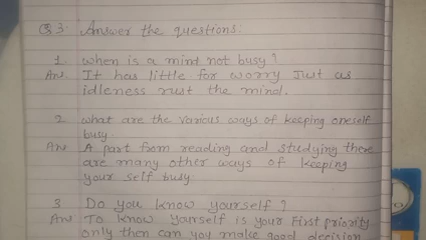 Q3. Answer the questions:
1. when is a mind not busy?
Ans. It has little for worry Just as
idleness rust the mind.
2. what are the various ways of keeping oneself
busy.
Ans A part from reading and studying there
are many other ways of keeping
your self busy.
3 Do you know yourself?
Ans To know yourself is your First priority
only then can you make good decision